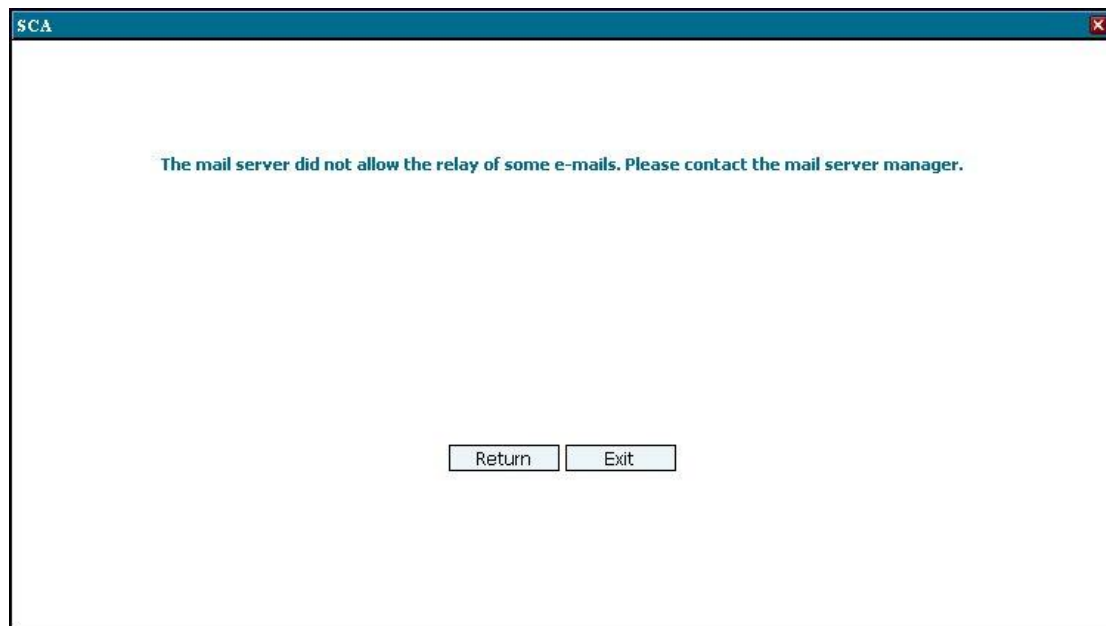 SCA
The mail server did not allow the relay of some e-mails. Please contact the mail server manager.
Return Exit